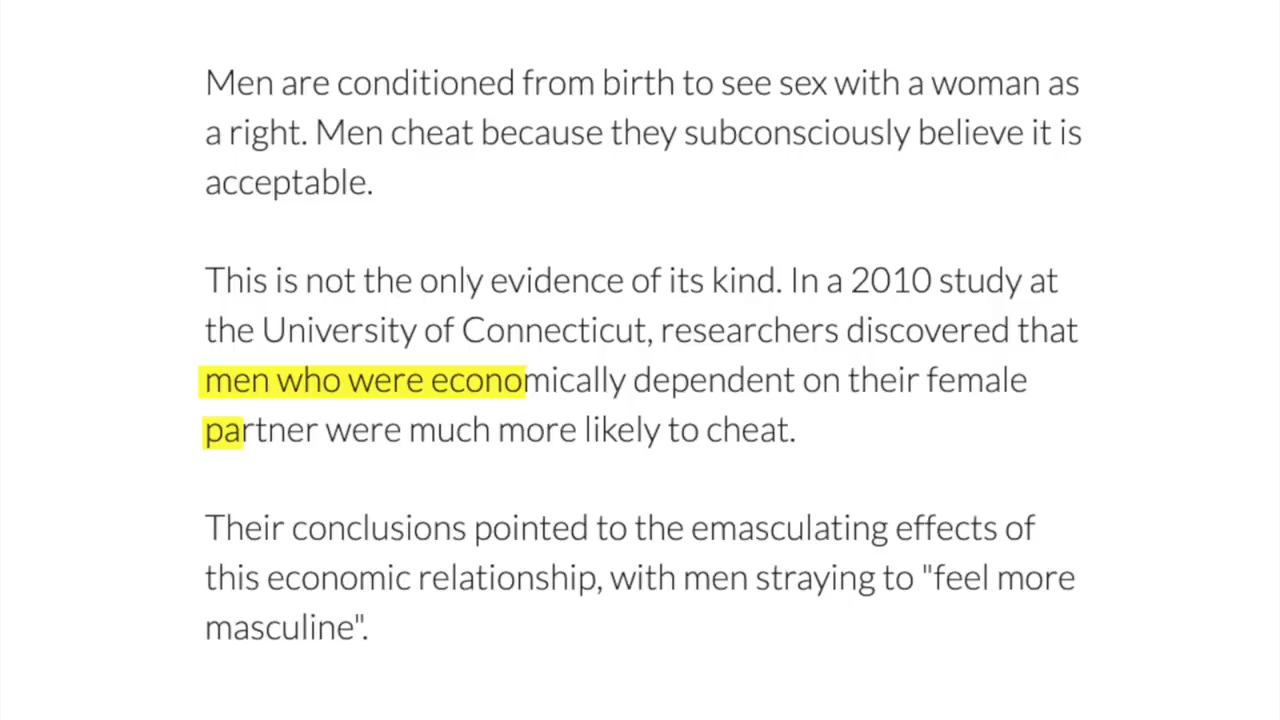 Men are conditioned from birth to see sex with a woman as
a right. Men cheat because they subconsciously believe it is
acceptable.
This is not the only evidence of its kind. In a 2010 study at
the University of Connecticut, researchers discovered that
men who were economically dependent on their female
partner were much more likely to cheat.
Their conclusions pointed to the emasculating effects of
this economic relationship, with men straying to "feel more
masculine".